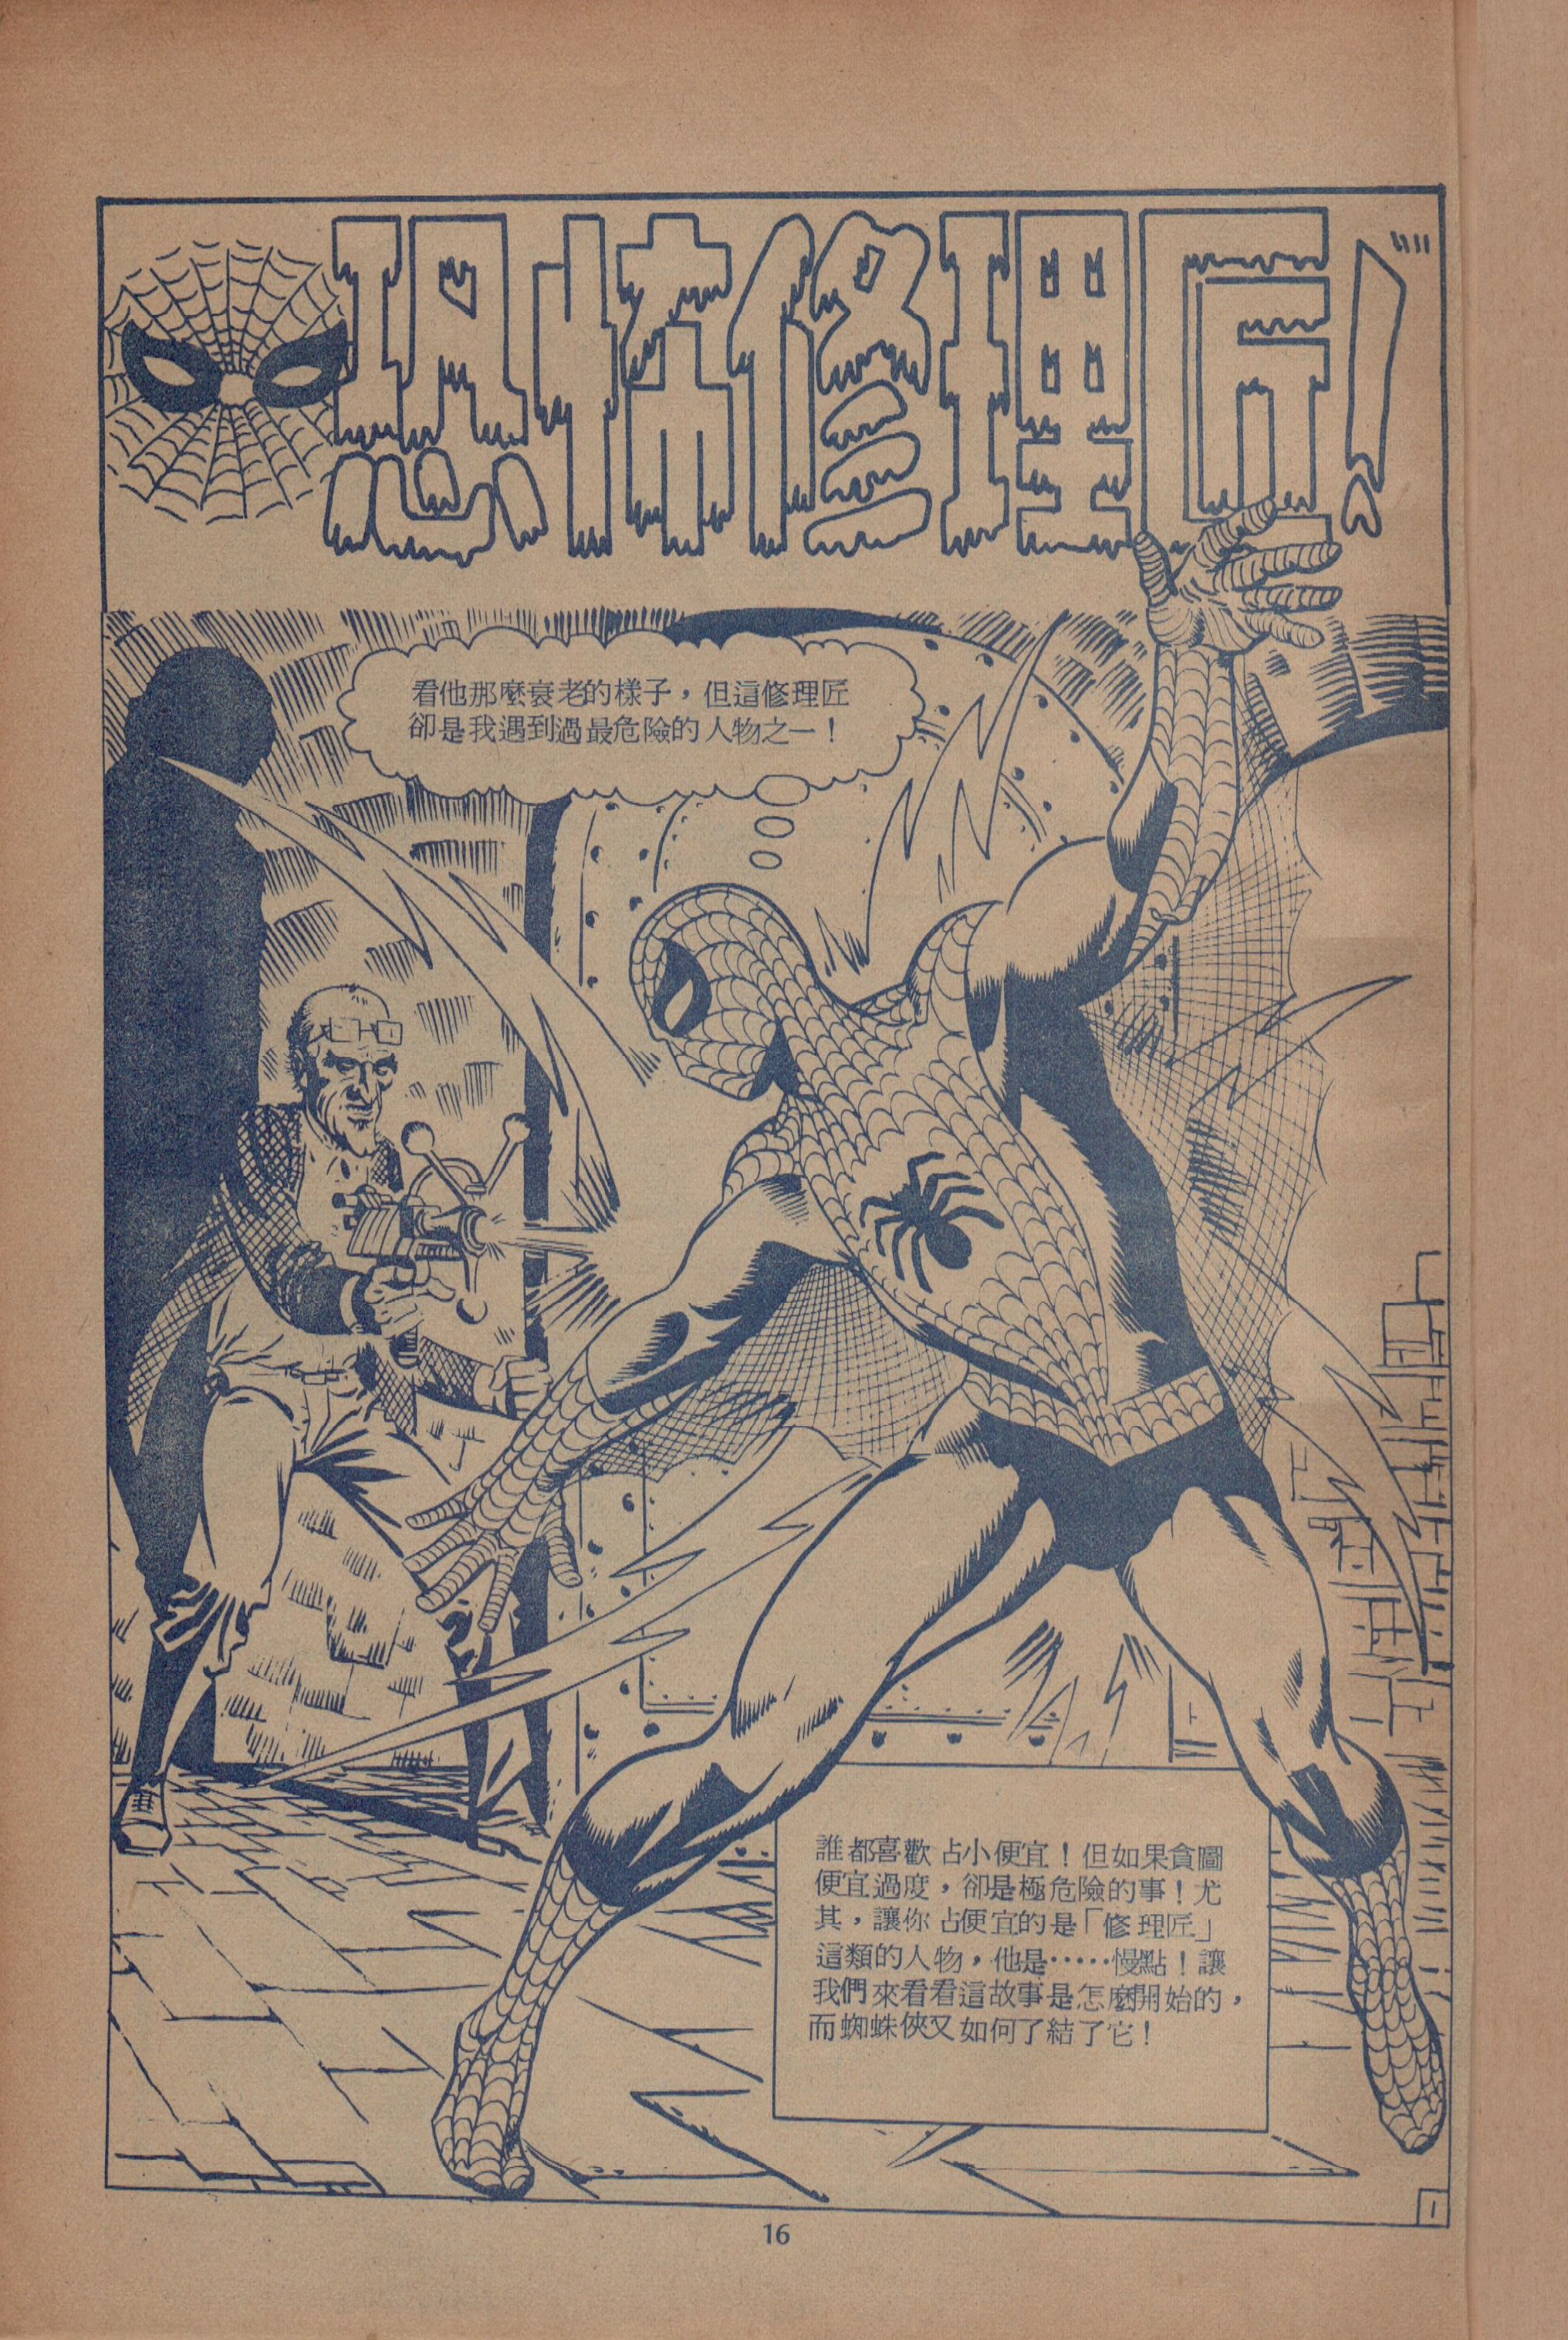 恐怖修理匠！
看他那麼衰老的樣子，但這修理匠
卻是我遇到過最危險的人物之一！
誰都喜歡占小便宜！但如果貪圖
便宜過度，卻是極危險的事！尤
其，讓你占便宜的是「修理匠」
這類的人物，他是‥‥‥慢點！讓
我們來看看這故事是怎麼開始的，
而蜘蛛俠又如何了結了它！
1
16